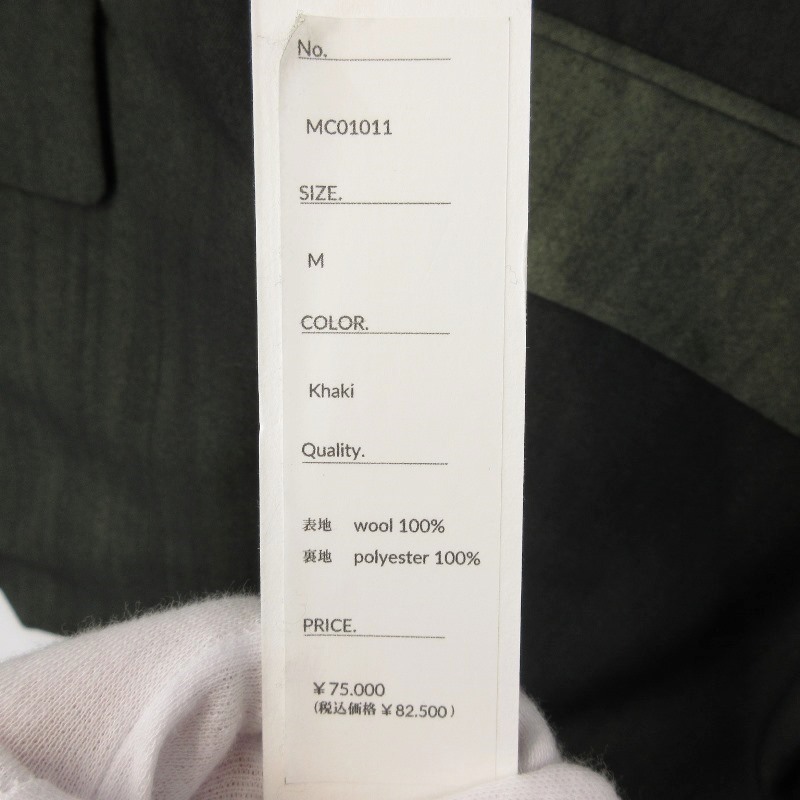 No.
MC01011
SIZE.
M
COLOR.
Khaki
Quality.
表地 wool 100%
裏地 polyester 100%
PRICE.
¥75.000
(税込価格 ¥82.500)